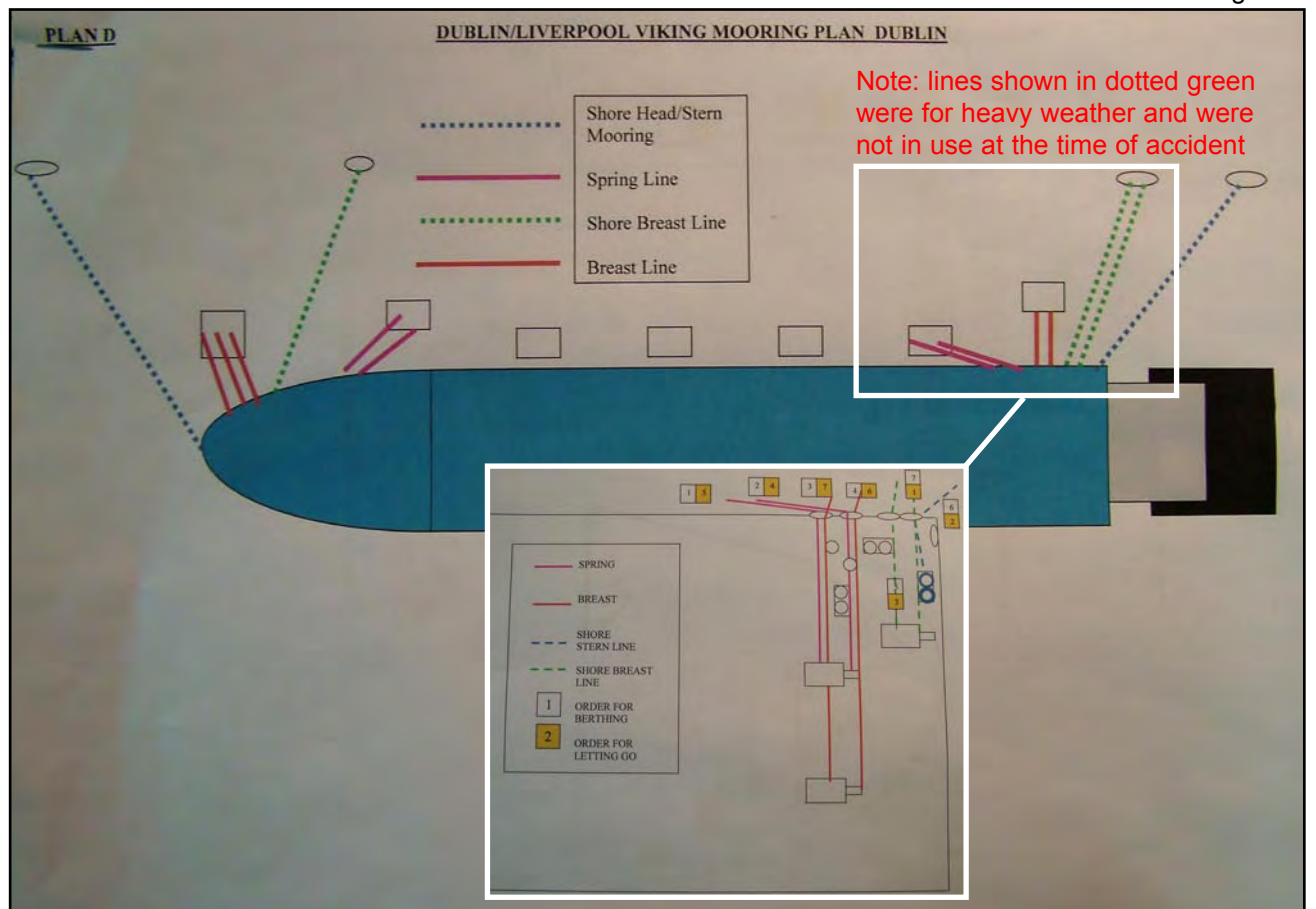 PLAN D
DUBLIN/LIVERPOOL VIKING MOORING PLAN DUBLIN
Note: lines shown in dotted green
were for heavy weather and were
not in use at the time of accident
Shore Head/Stern
Mooring
Spring Line
Shore Breast Line
Breast Line
1 5
2 4
3 7
4 6
7
1
6
2
3
SPRING
BREAST
SHORE
STERN LINE
SHORE BREAST
LINE
1
ORDER FOR
BERTHING
2
ORDER FOR
LETTING GO